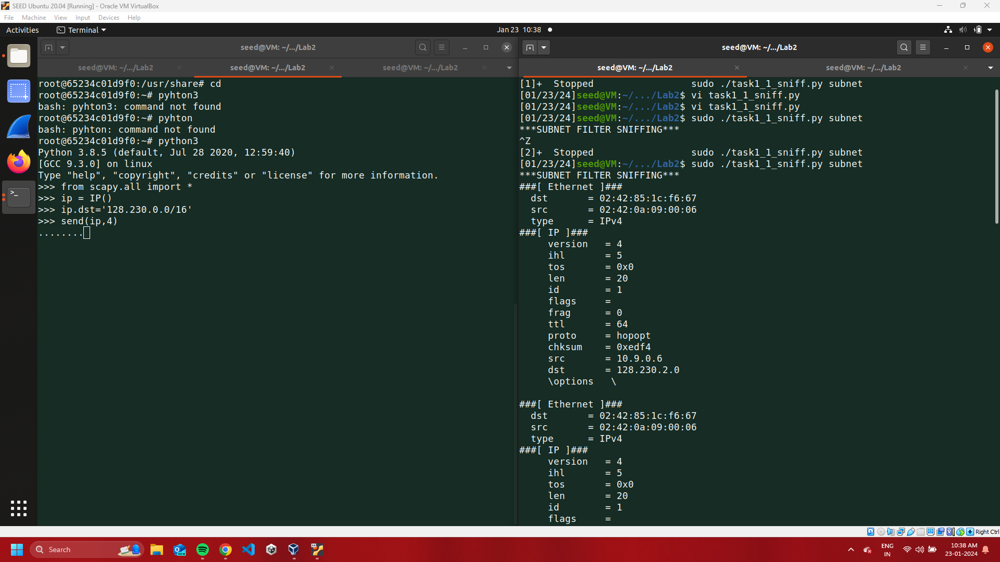 SEED Ubuntu 20.04 [Running] - Oracle VM VirtualBox
File Machine View Input Devices Help
Activities Terminal Jan 23 10:38
seed@VM: ~/.../Lab2
seed@VM: ~/.../Lab2 seed@VM: ~/.../Lab2 seed@VM: ~/.../Lab2
root@65234c01d9f0:/usr/share# cd
root@65234c01d9f0:~# pyhton3
bash: pyhton3: command not found
root@65234c01d9f0:~# pyhton
bash: pyhton: command not found
root@65234c01d9f0:~# python3
Python 3.8.5 (default, Jul 28 2020, 12:59:40)
[GCC 9.3.0] on linux
Type "help", "copyright", "credits" or "license" for more information.
>>> from scapy.all import *
>>> ip = IP()
>>> ip.dst='128.230.0.0/16'
>>> send(ip,4)
........
seed@VM: ~/.../Lab2
seed@VM: ~/.../Lab2 seed@VM: ~/.../Lab2
[1]+  Stopped                 sudo ./task1_1_sniff.py subnet
[01/23/24]seed@VM:~/.../Lab2$ vi task1_1_sniff.py
[01/23/24]seed@VM:~/.../Lab2$ vi task1_1_sniff.py
[01/23/24]seed@VM:~/.../Lab2$ sudo ./task1_1_sniff.py subnet
***SUBNET FILTER SNIFFING***
^Z
[2]+  Stopped                 sudo ./task1_1_sniff.py subnet
[01/23/24]seed@VM:~/.../Lab2$ sudo ./task1_1_sniff.py subnet
***SUBNET FILTER SNIFFING***
###[ Ethernet ]###
  dst       = 02:42:85:1c:f6:67
  src       = 02:42:0a:09:00:06
  type      = IPv4
###[ IP ]###
     version   = 4
     ihl       = 5
     tos       = 0x0
     len       = 20
     id        = 1
     flags     =
     frag      = 0
     ttl       = 64
     proto     = hopopt
     chksum    = 0xedf4
     src       = 10.9.0.6
     dst       = 128.230.2.0
     \options   \
###[ Ethernet ]###
  dst       = 02:42:85:1c:f6:67
  src       = 02:42:0a:09:00:06
  type      = IPv4
###[ IP ]###
     version   = 4
     ihl       = 5
     tos       = 0x0
     len       = 20
     id        = 1
     flags     =
Right Ctrl
Search
NEW
ENG
IN
10:38 AM
23-01-2024